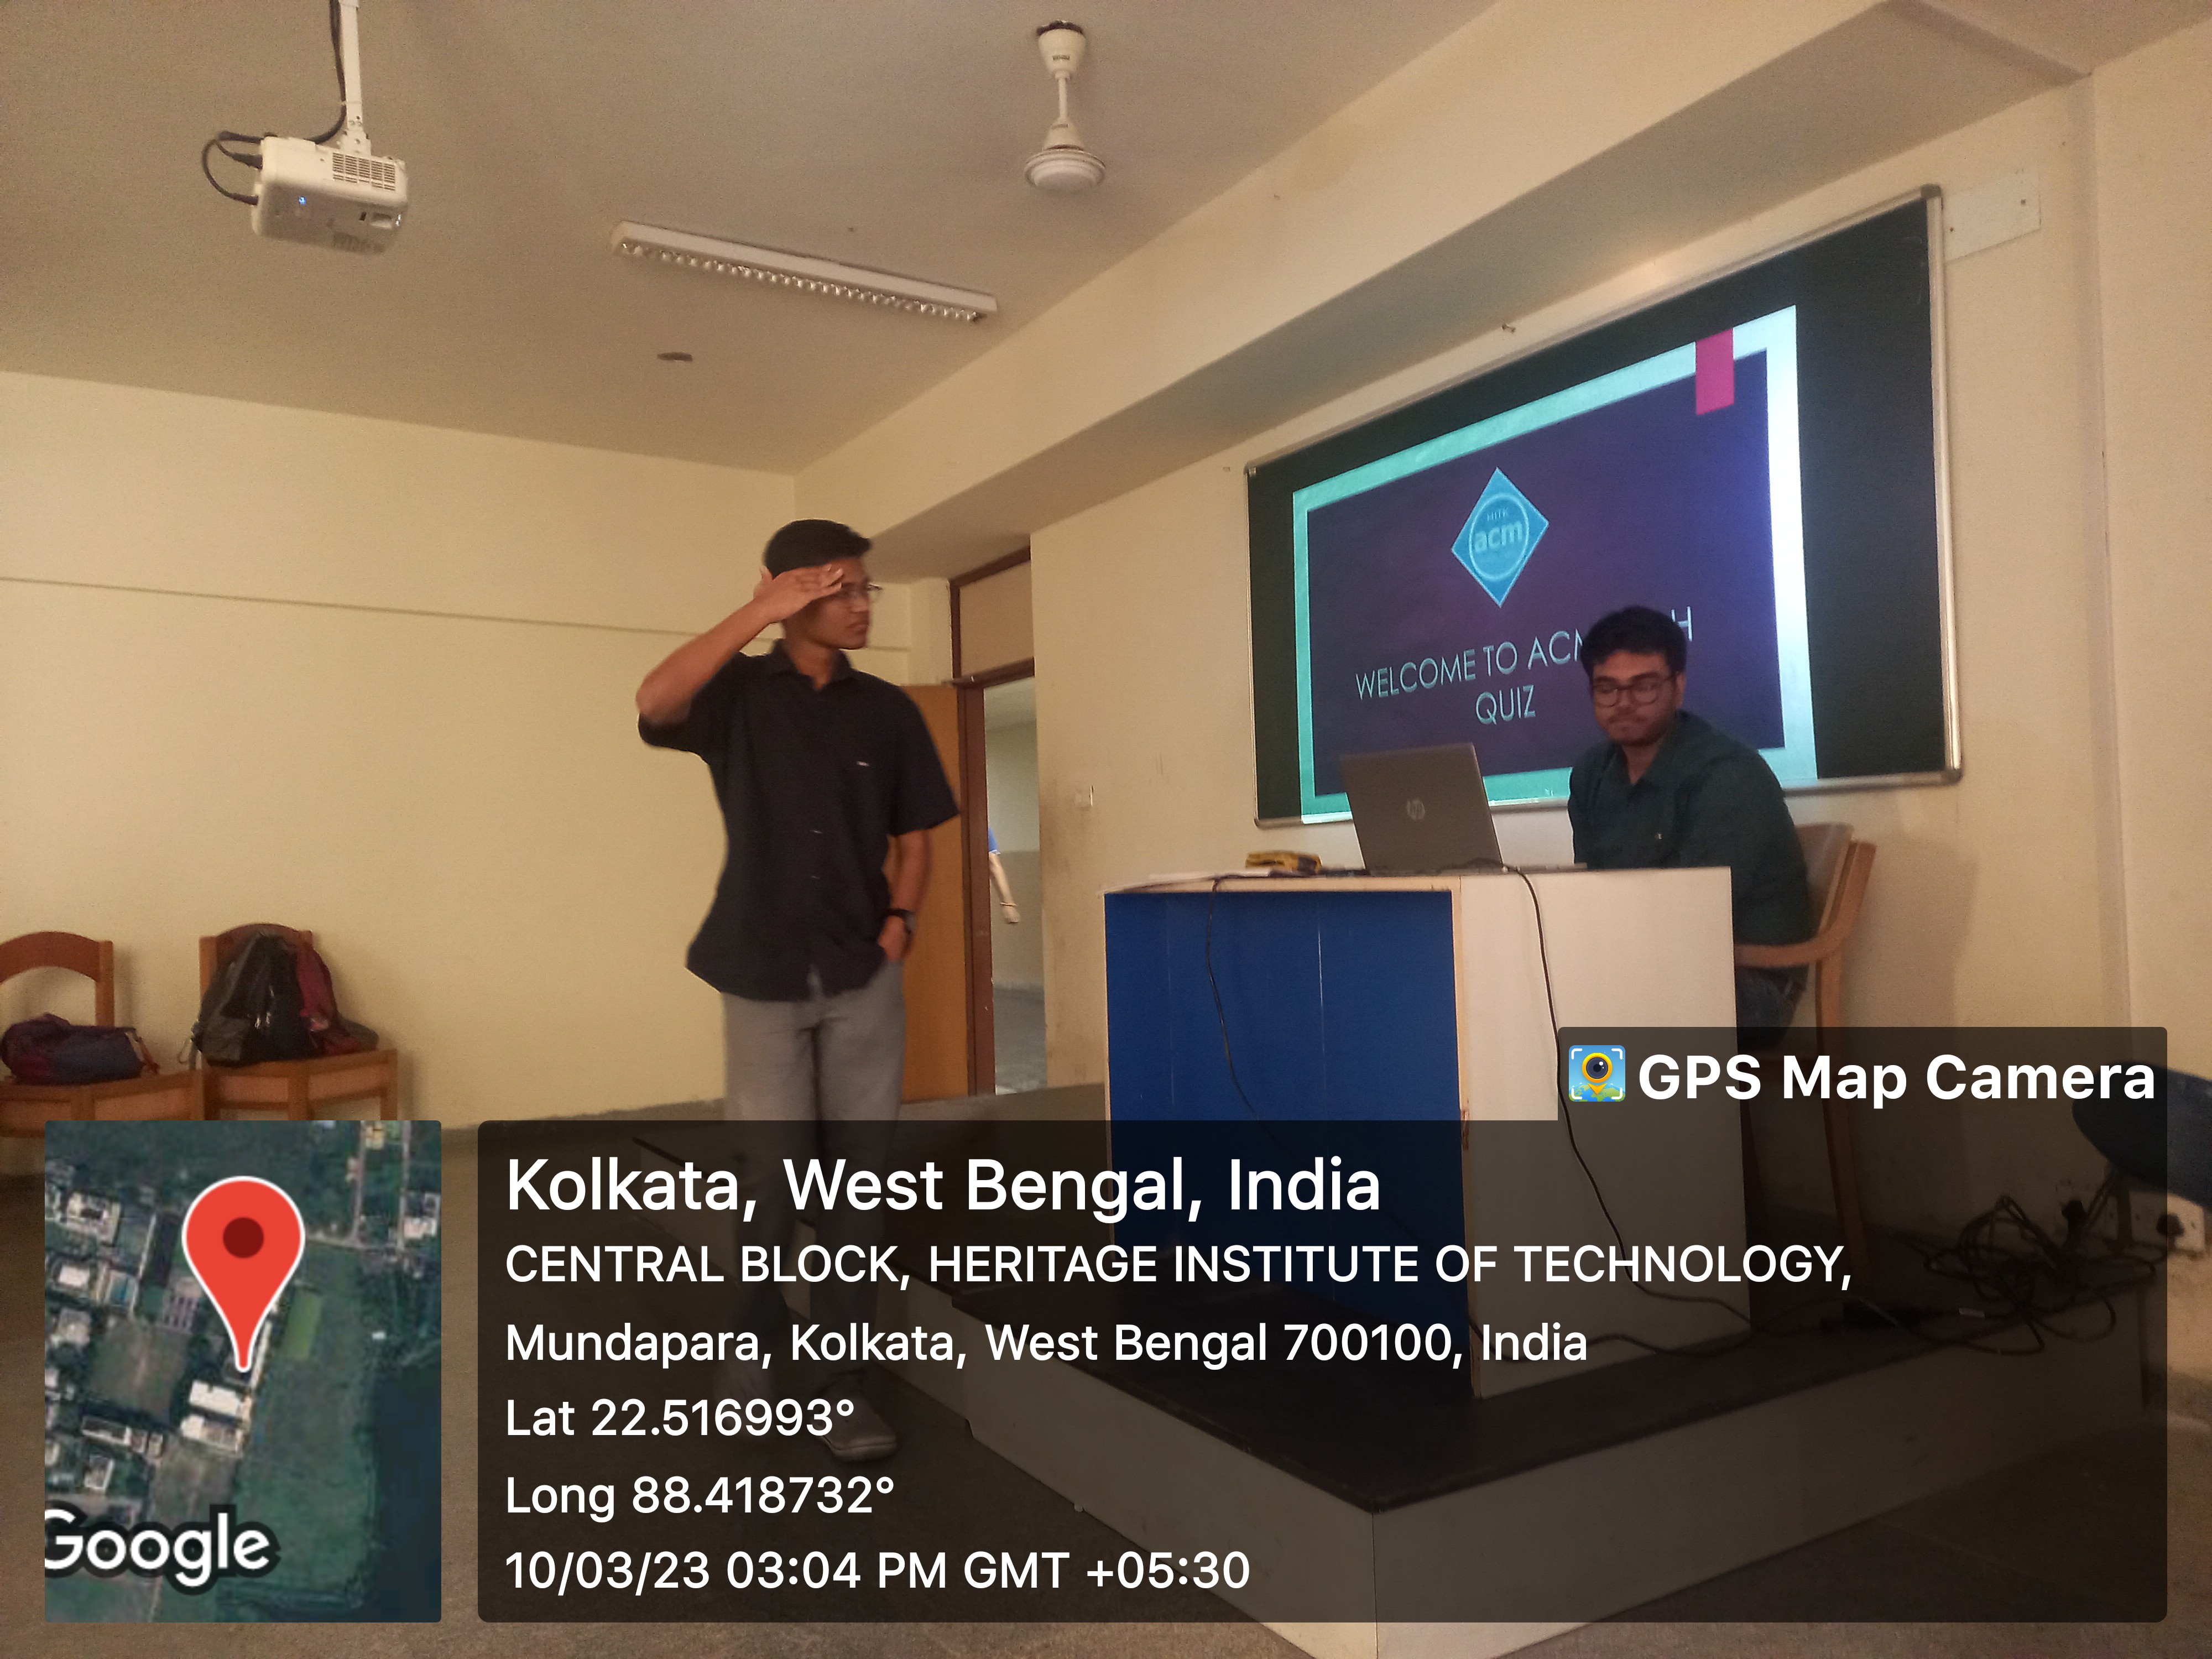 HITK
acm
WELCOME TO ACM
H
QUIZ
hp
GPS Map Camera
Kolkata, West Bengal, India
CENTRAL BLOCK, HERITAGE INSTITUTE OF TECHNOLOGY,
Mundapara, Kolkata, West Bengal 700100, India
Lat 22.516993°
Long 88.418732°
10/03/23 03:04 PM GMT +05:30
Google